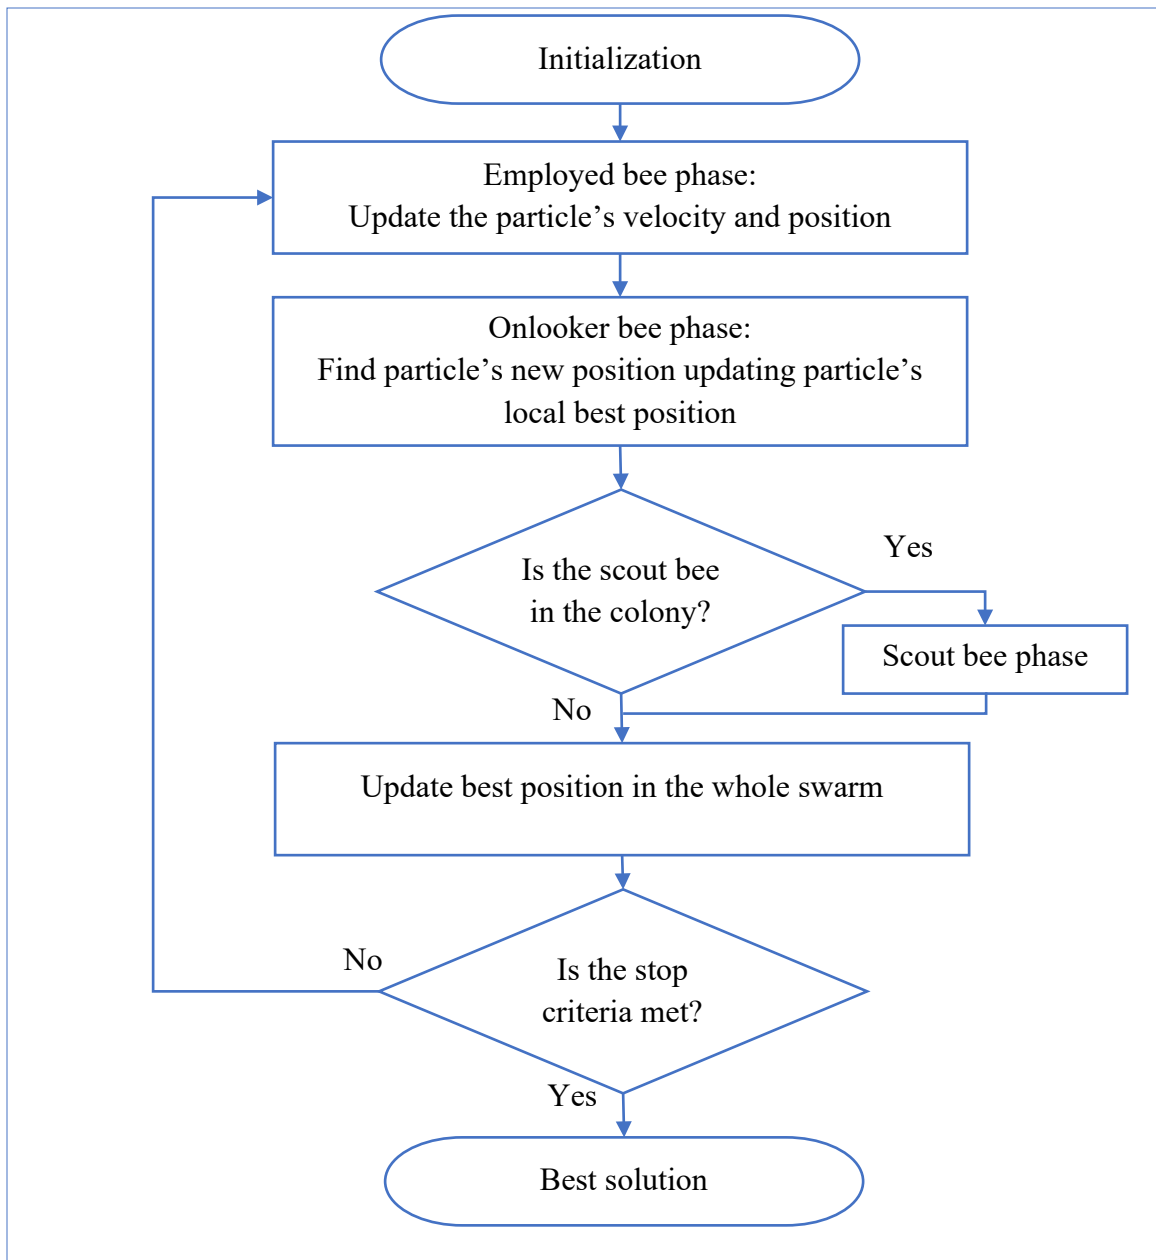 Initialization
Employed bee phase:
Update the particle’s velocity and position
Onlooker bee phase:
Find particle’s new position updating particle’s
local best position
Is the scout bee
in the colony?
Yes
Scout bee phase
No
Update best position in the whole swarm
No
Is the stop
criteria met?
Yes
Best solution